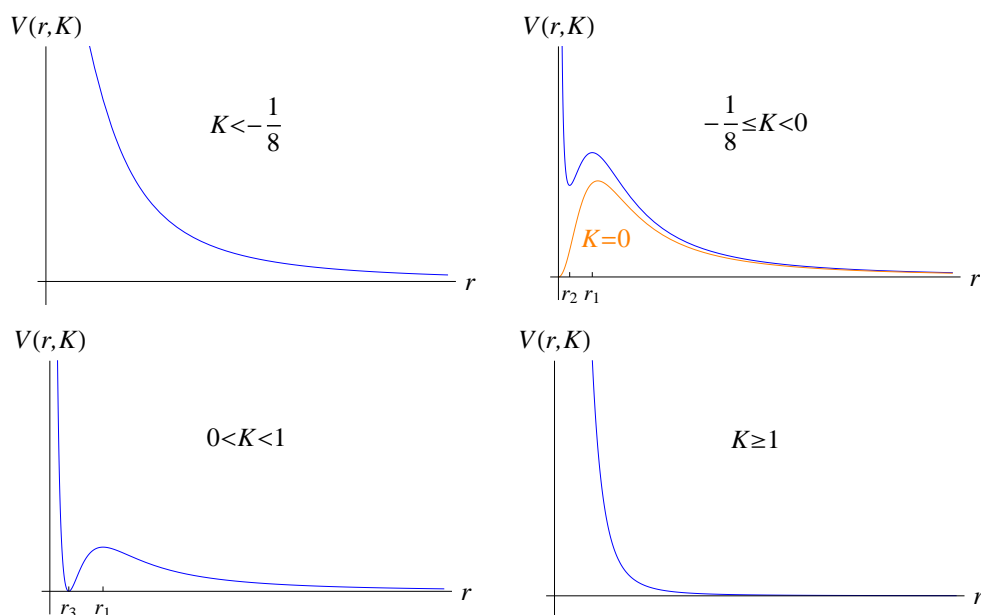 V(r,K)
K<-1/8
r
V(r,K)
-1/8≤K<0
K=0
r
r₂ r₁
V(r,K)
0<K<1
r
r₃ r₁
V(r,K)
K≥1
r